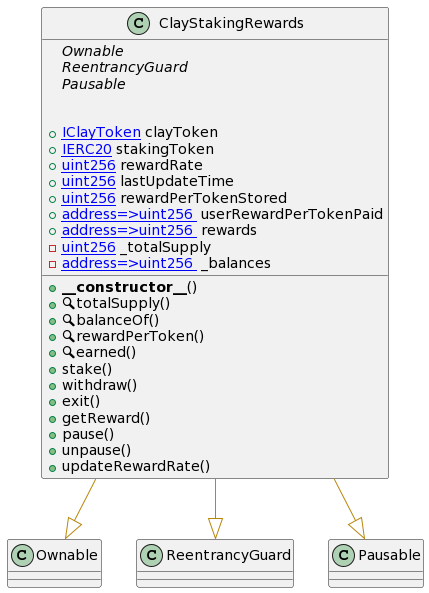 C ClayStakingRewards
Ownable
ReentrancyGuard
Pausable
IClayToken clayToken
IERC20 stakingToken
uint256 rewardRate
uint256 lastUpdateTime
uint256 rewardPerTokenStored
address=>uint256 userRewardPerTokenPaid
address=>uint256 rewards
uint256 _totalSupply
address=>uint256 _balances
__constructor__()
🔍totalSupply()
🔍balanceOf()
🔍rewardPerToken()
🔍earned()
stake()
withdraw()
exit()
getReward()
pause()
unpause()
updateRewardRate()
C Ownable
C ReentrancyGuard
C Pausable